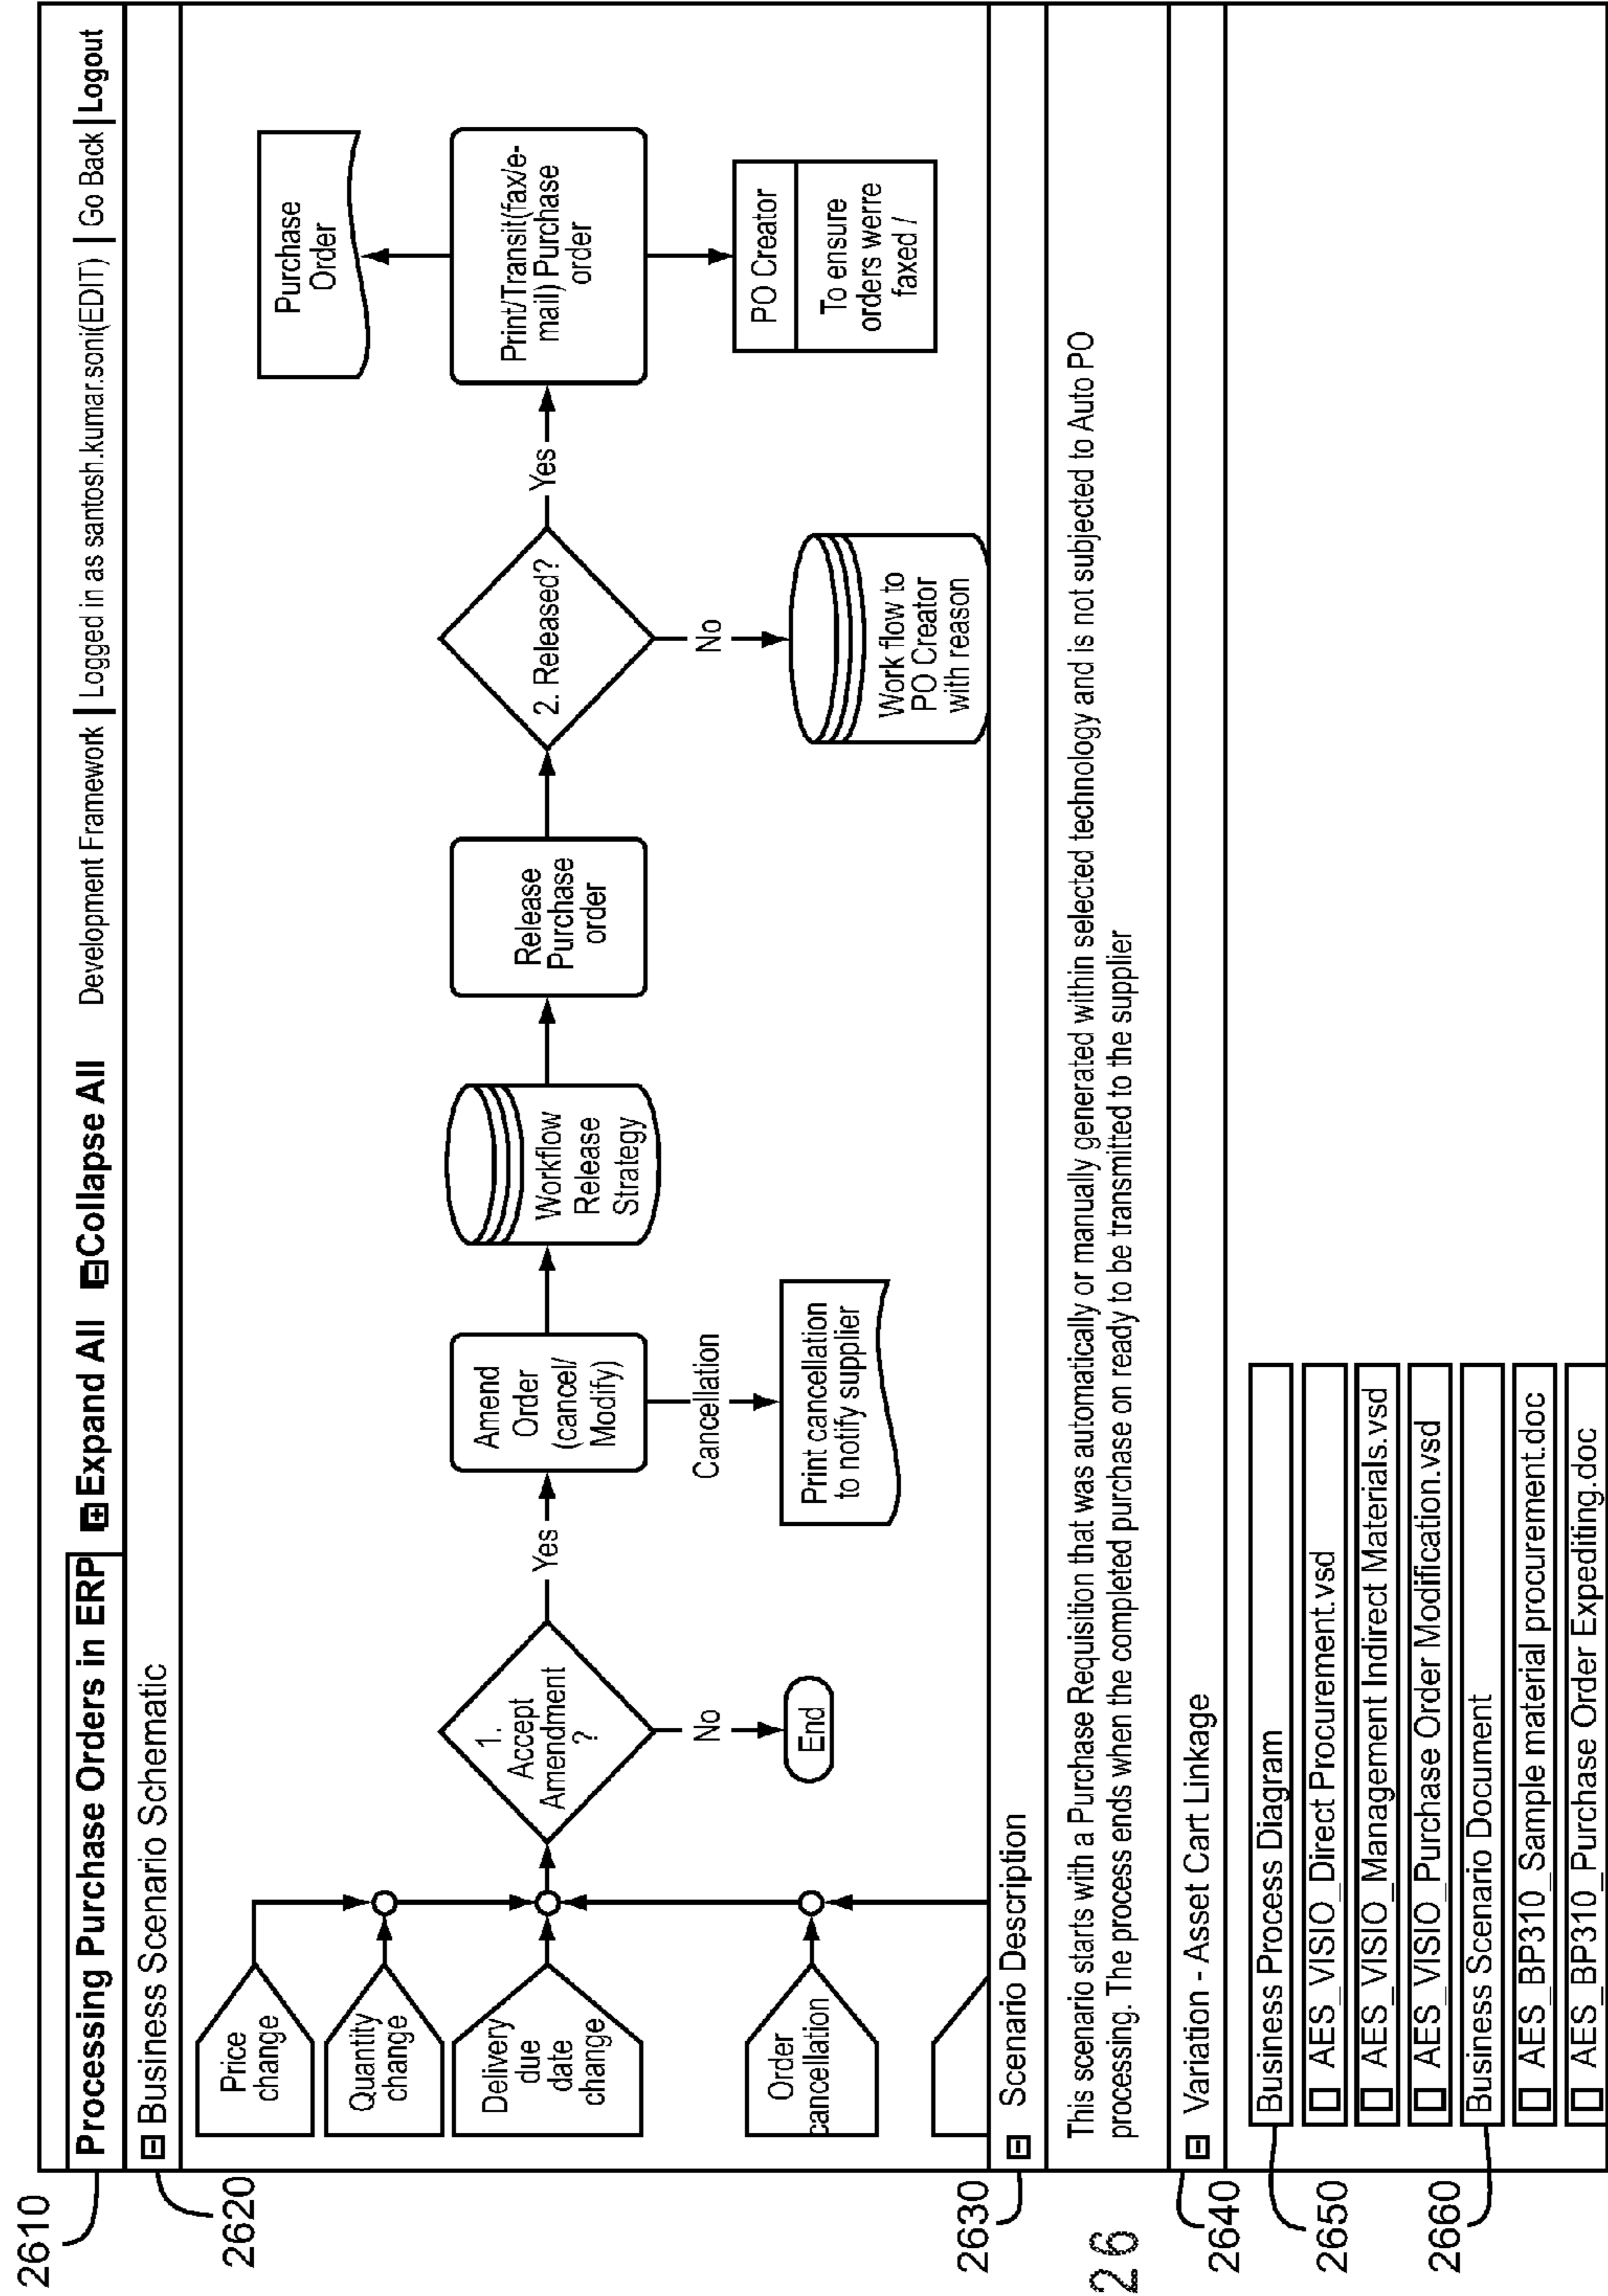 2610
Processing Purchase Orders in ERP
Expand All
Collapse All
Development Framework | Logged in as santosh.kumar.soni(EDIT) | Go Back | Logout
2620
Business Scenario Schematic
Price
change
Quantity
change
Delivery
due
date
change
Order
cancellation
1.
Accept
Amendment
?
No
End
Yes
Amend
Order
(cancel/
Modify)
Cancellation
Print cancellation
to notify supplier
Workflow
Release
Strategy
Release
Purchase
order
2. Released?
No
Work flow to
PO Creator
with reason
Yes
Print/Transit(fax/e-
mail) Purchase
order
Purchase
Order
PO Creator
To ensure
orders werre
faxed /
2630
Scenario Description
This scenario starts with a Purchase Requisition that was automatically or manually generated within selected technology and is not subjected to Auto PO
processing. The process ends when the completed purchase on ready to be transmitted to the supplier
26
2640
Variation - Asset Cart Linkage
2650
Business Process Diagram
AES_VISIO_Direct Procurement.vsd
AES_VISIO_Management Indirect Materials.vsd
AES_VISIO_Purchase Order Modification.vsd
2660
Business Scenario Document
AES_BP310_Sample material procurement.doc
AES_BP310_Purchase Order Expediting.doc